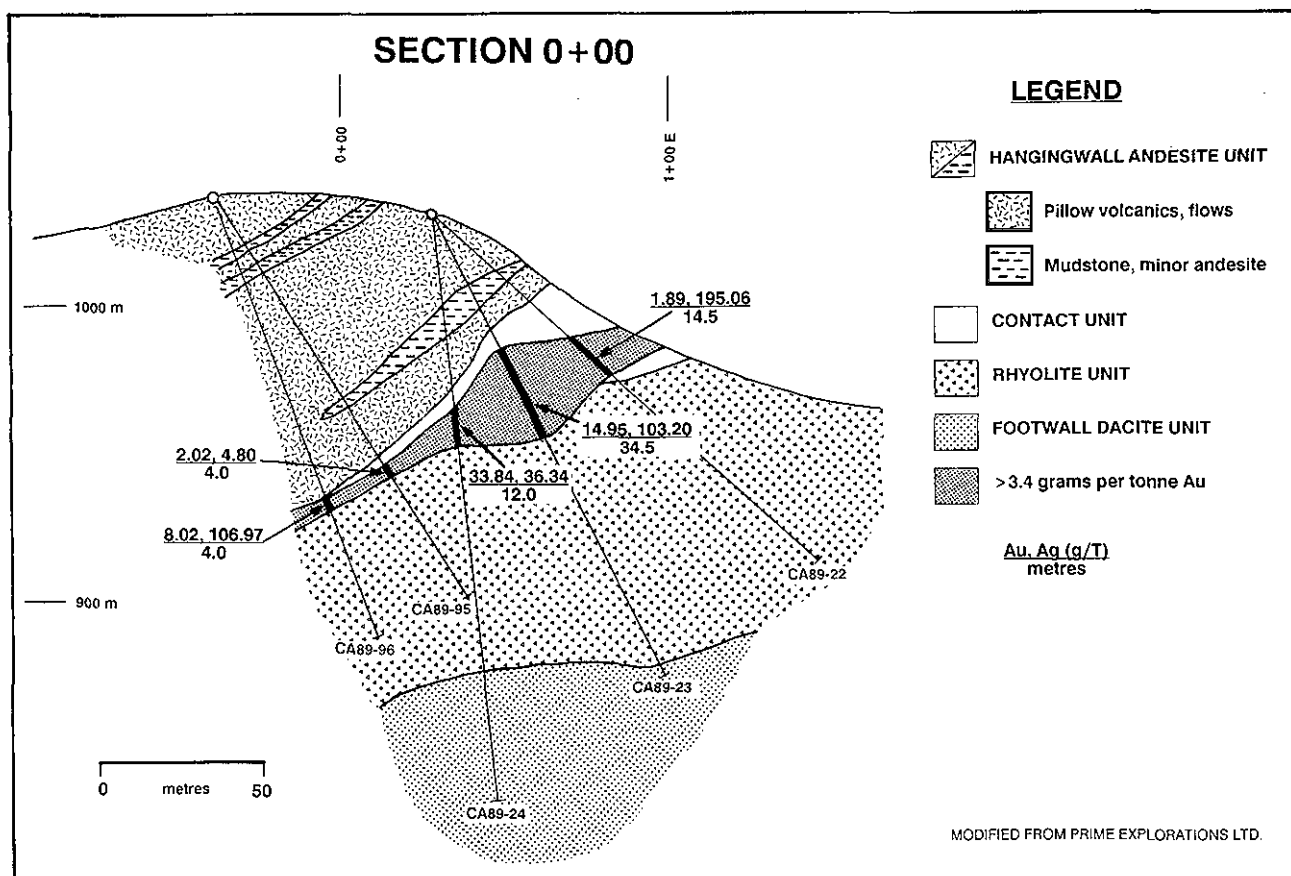 SECTION 0+00
0+00
1+00 E
1000 m
900 m
1.89, 195.06
14.5
14.95, 103.20
34.5
33.84, 36.34
12.0
2.02, 4.80
4.0
8.02, 106.97
4.0
CA89-22
CA89-95
CA89-96
CA89-23
CA89-24
0 metres 50
LEGEND
HANGINGWALL ANDESITE UNIT
Pillow volcanics, flows
Mudstone, minor andesite
CONTACT UNIT
RHYOLITE UNIT
FOOTWALL DACITE UNIT
>3.4 grams per tonne Au
Au, Ag (g/T)
metres
MODIFIED FROM PRIME EXPLORATIONS LTD.